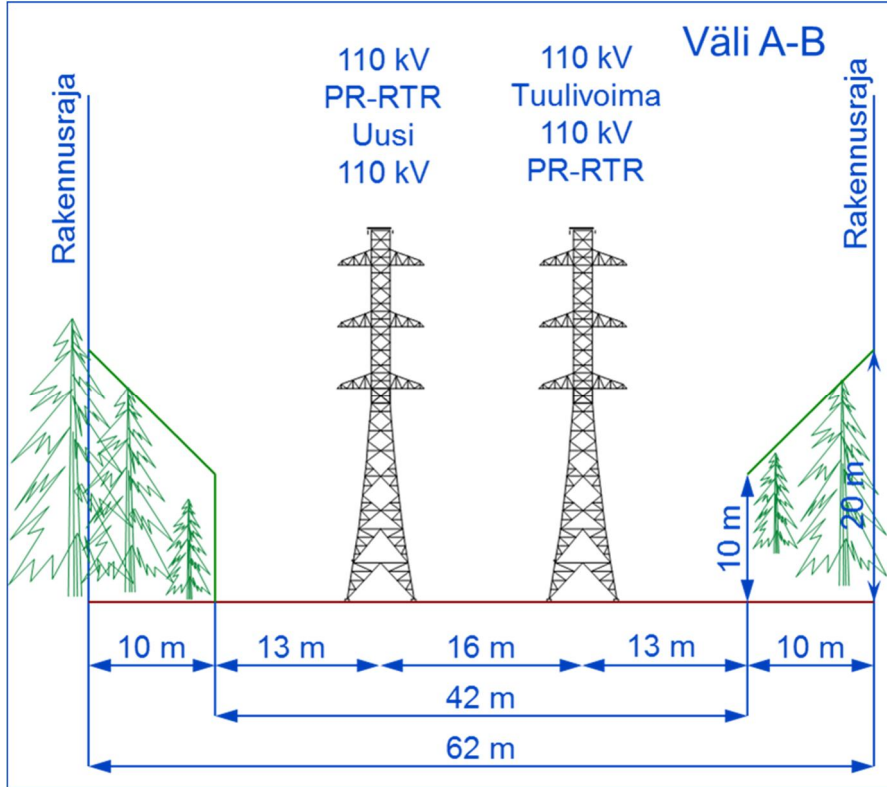 Väli A-B
110 kV
PR-RTR
Uusi
110 kV
110 kV
Tuulivoima
110 kV
PR-RTR
Rakennusraja
Rakennusraja
10 m
20 m
10 m
13 m
16 m
13 m
10 m
42 m
62 m